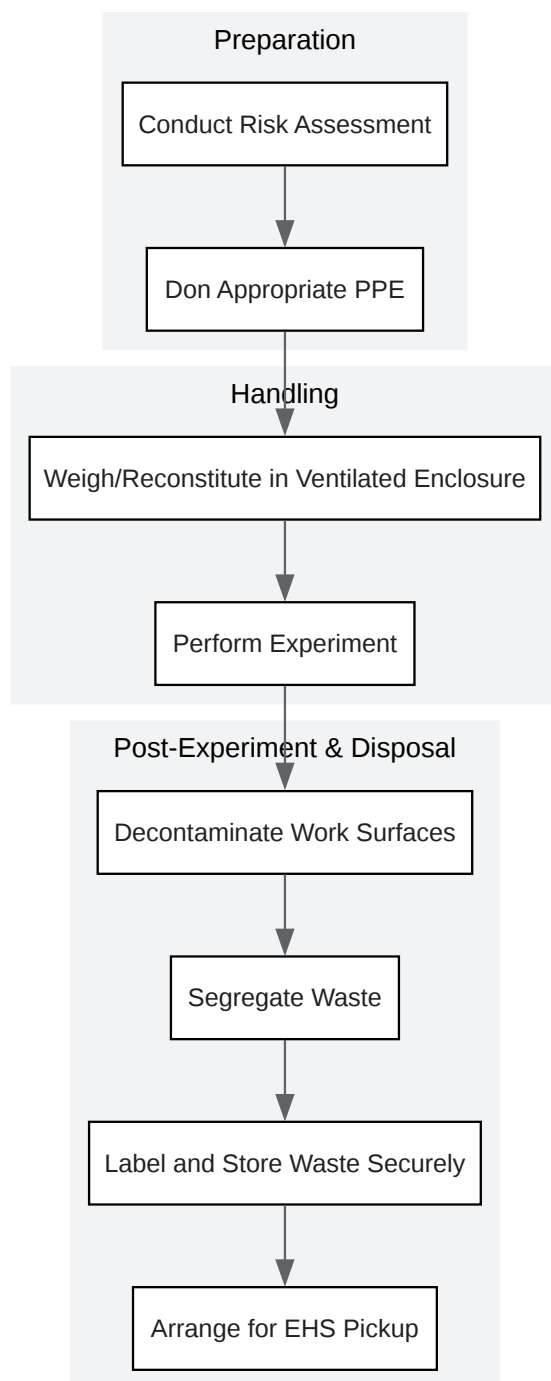 Preparation
Conduct Risk Assessment
Don Appropriate PPE
Handling
Weigh/Reconstitute in Ventilated Enclosure
Perform Experiment
Post-Experiment & Disposal
Decontaminate Work Surfaces
Segregate Waste
Label and Store Waste Securely
Arrange for EHS Pickup